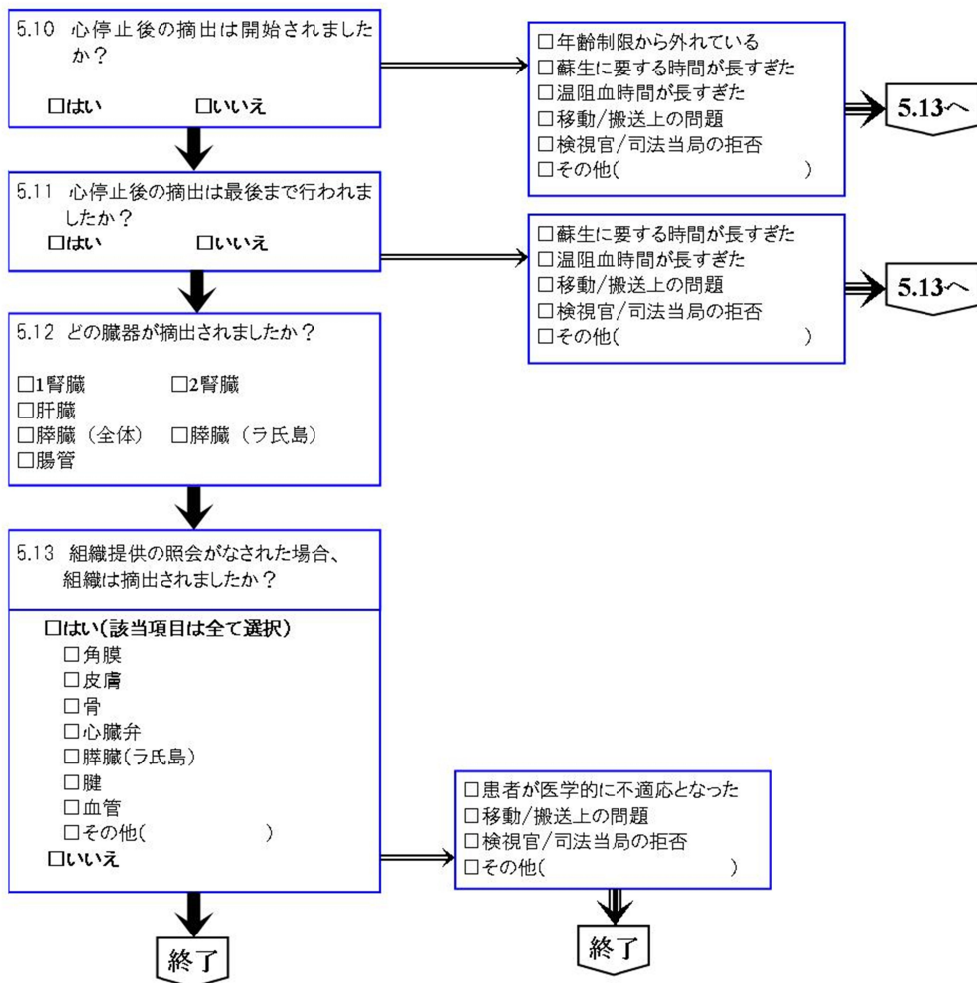 5.10 心停止後の摘出は開始されました
か？
□はい □いいえ
□年齢制限から外れている
□蘇生に要する時間が長すぎた
□温阻血時間が長すぎた
□移動/搬送上の問題
□検視官/司法当局の拒否
□その他( )
5.13へ
5.11 心停止後の摘出は最後まで行われま
したか？
□はい □いいえ
□蘇生に要する時間が長すぎた
□温阻血時間が長すぎた
□移動/搬送上の問題
□検視官/司法当局の拒否
□その他( )
5.13へ
5.12 どの臓器が摘出されましたか？
□1腎臓 □2腎臓
□肝臓
□膵臓（全体） □膵臓（ラ氏島）
□腸管
5.13 組織提供の照会がなされた場合、
組織は摘出されましたか？
□はい(該当項目は全て選択)
□角膜
□皮膚
□骨
□心臓弁
□膵臓(ラ氏島)
□腱
□血管
□その他( )
□いいえ
□患者が医学的に不適応となった
□移動/搬送上の問題
□検視官/司法当局の拒否
□その他( )
終了
終了